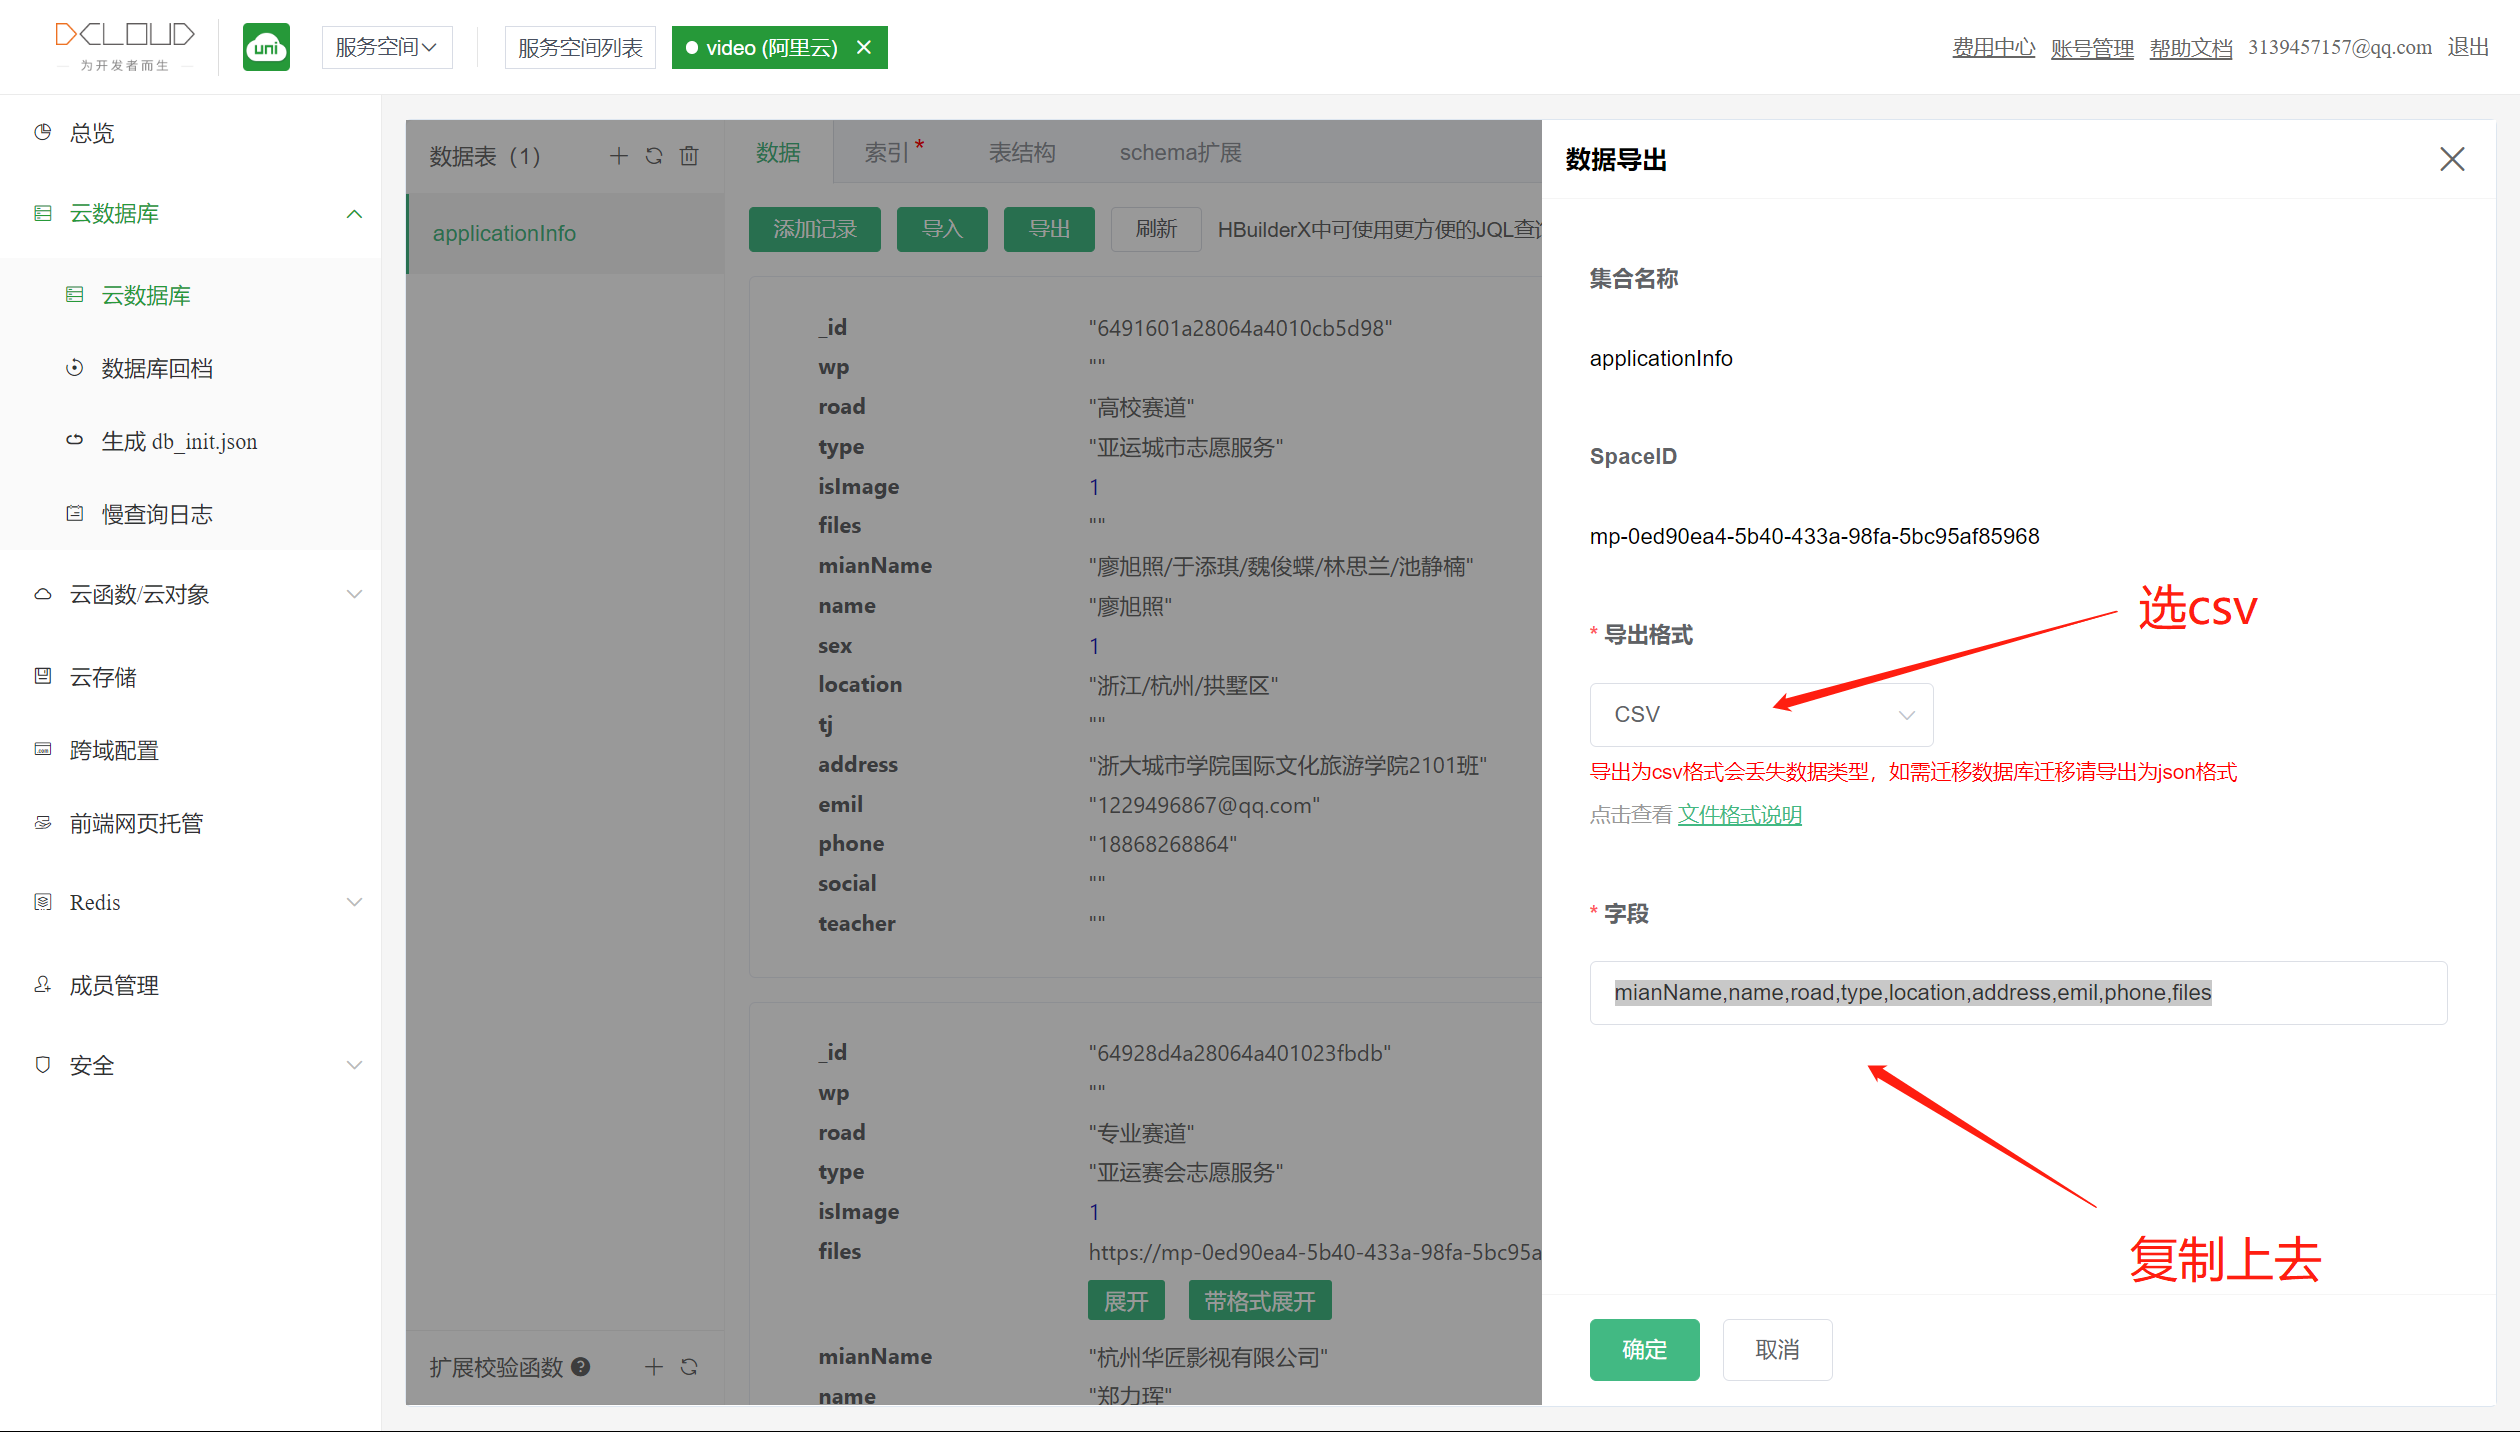 DCLOUD
为开发者而生
uni
服务空间
服务空间列表
video (阿里云)
费用中心 账号管理 帮助文档 3139457157@qq.com 退出
总览
云数据库
云数据库
数据库回档
生成 db_init.json
慢查询日志
云函数/云对象
云存储
跨域配置
前端网页托管
Redis
成员管理
安全
数据表（1）
applicationInfo
扩展校验函数
数据 索引* 表结构 schema扩展
添加记录 导入 导出 刷新 HBuilderX中可使用更方便的JQL查
_id "6491601a28064a4010cb5d98"
wp ""
road "高校赛道"
type "亚运城市志愿服务"
isImage 1
files ""
mianName "廖旭照/于添琪/魏俊蝶/林思兰/池静楠"
name "廖旭照"
sex 1
location "浙江/杭州/拱墅区"
tj ""
address "浙大城市学院国际文化旅游学院2101班"
emil "1229496867@qq.com"
phone "18868268864"
social ""
teacher ""
_id "64928d4a28064a401023fbdb"
wp ""
road "专业赛道"
type "亚运赛会志愿服务"
isImage 1
files https://mp-0ed90ea4-5b40-433a-98fa-5bc95a
展开 带格式展开
mianName "杭州华匠影视有限公司"
name "郑力珲"
数据导出
集合名称
applicationInfo
SpaceID
mp-0ed90ea4-5b40-433a-98fa-5bc95af85968
选csv
* 导出格式
CSV
导出为csv格式会丢失数据类型，如需迁移数据库迁移请导出为json格式
点击查看 文件格式说明
* 字段
mianName,name,road,type,location,address,emil,phone,files
复制上去
确定 取消